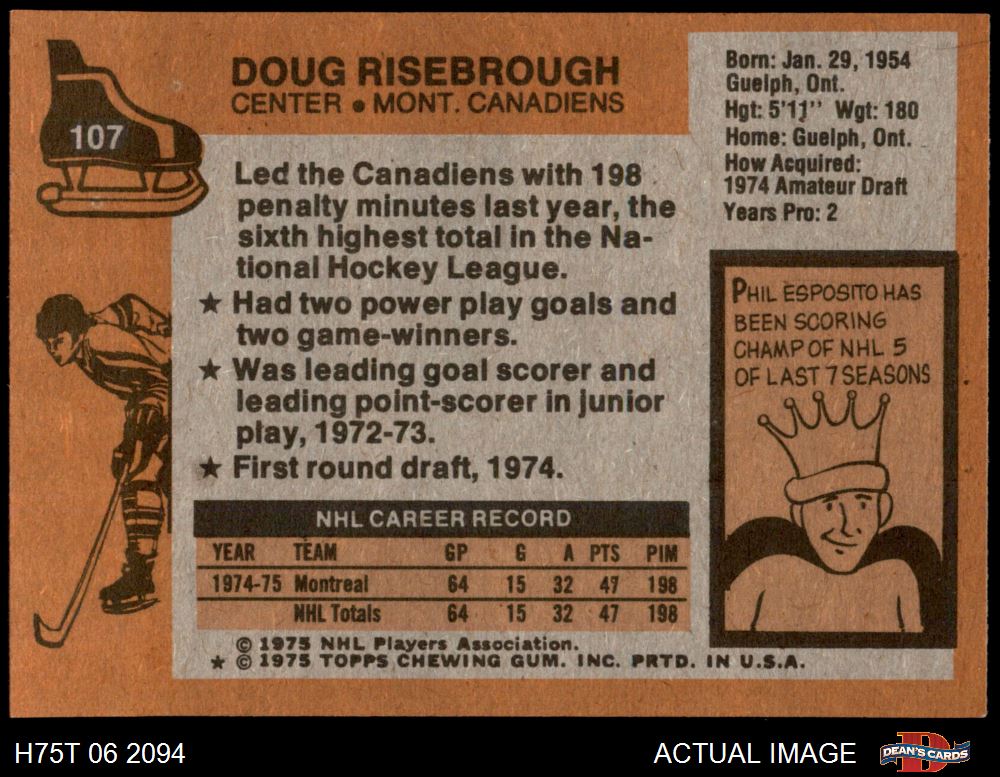 107
DOUG RISEBROUGH
CENTER ● MONT. CANADIENS
Born: Jan. 29, 1954
Guelph, Ont.
Hgt: 5'11'' Wgt: 180
Home: Guelph, Ont.
How Acquired:
1974 Amateur Draft
Years Pro: 2
Led the Canadiens with 198
penalty minutes last year, the
sixth highest total in the Na-
tional Hockey League.
★ Had two power play goals and
two game-winners.
★ Was leading goal scorer and
leading point-scorer in junior
play, 1972-73.
★ First round draft, 1974.
PHIL ESPOSITO HAS
BEEN SCORING
CHAMP OF NHL 5
OF LAST 7 SEASONS
NHL CAREER RECORD
YEAR TEAM GP G A PTS PIM
1974-75 Montreal 64 15 32 47 198
NHL Totals 64 15 32 47 198
© 1975 NHL Players Association.
★ © 1975 TOPPS CHEWING GUM. INC. PRTD. IN U.S.A.
H75T 06 2094
ACTUAL IMAGE
D
DEAN'S CARDS